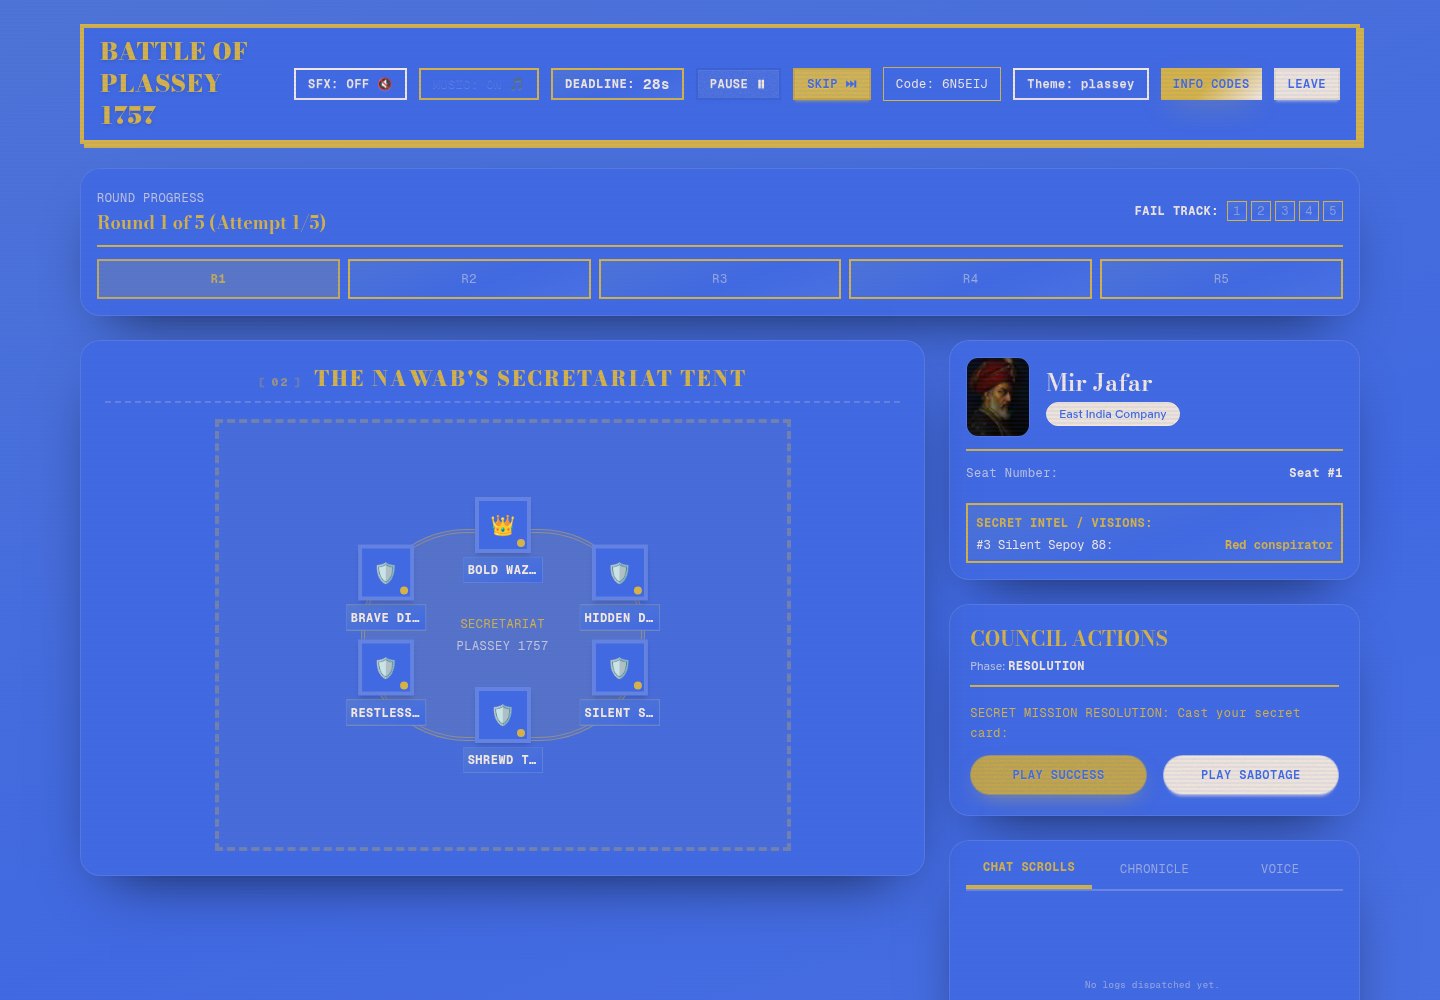 BATTLE OF
PLASSEY
1757
SFX: OFF
MUSIC: ON
DEADLINE: 28s
PAUSE
SKIP
Code: 6N5EIJ
Theme: plassey
INFO CODES
LEAVE
ROUND PROGRESS
Round 1 of 5 (Attempt 1/5)
FAIL TRACK: 1 2 3 4 5
R1 R2 R3 R4 R5
[ 02 ] THE NAWAB'S SECRETARIAT TENT
BOLD WAZ…
BRAVE DI…
HIDDEN D…
SECRETARIAT
PLASSEY 1757
RESTLESS…
SILENT S…
SHREWD T…
Mir Jafar
East India Company
Seat Number: Seat #1
SECRET INTEL / VISIONS:
#3 Silent Sepoy 88: Red conspirator
COUNCIL ACTIONS
Phase: RESOLUTION
SECRET MISSION RESOLUTION: Cast your secret
card:
PLAY SUCCESS
PLAY SABOTAGE
CHAT SCROLLS
CHRONICLE
VOICE
No logs dispatched yet.